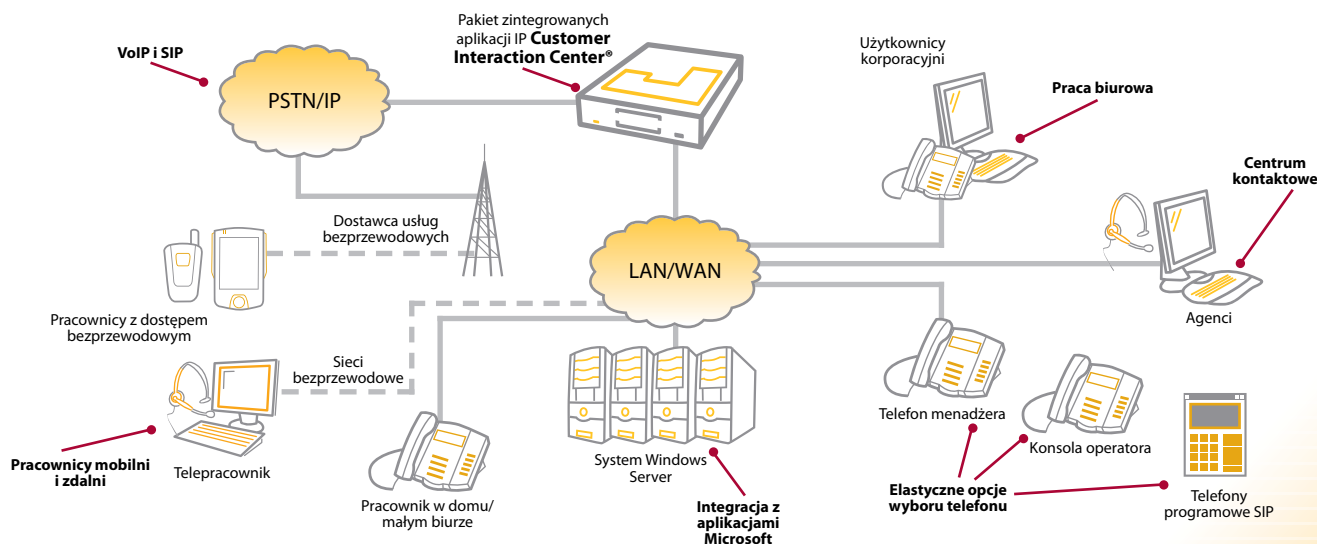 VoIP i SIP
PSTN/IP
Pakiet zintegrowanych
aplikacji IP Customer
Interaction Center®
Użytkownicy
korporacyjni
Praca biurowa
Centrum
kontaktowe
Agenci
Dostawca usług
bezprzewodowych
Pracownicy z dostępem
bezprzewodowym
LAN/WAN
Sieci
bezprzewodowe
Telepracownik
Pracownicy mobilni
i zdalni
Pracownik w domu/
małym biurze
System Windows
Server
Integracja z
aplikacjami
Microsoft
Telefon menadżera
Konsola operatora
Elastyczne opcje
wyboru telefonu
Telefony
programowe SIP